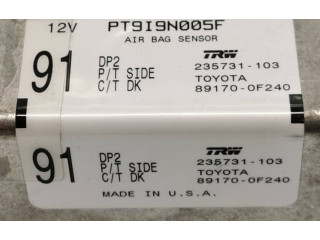 12V PT9I9N005F
AIR BAG SENSOR
91 DP2 TRW
P/T SIDE 235731-103
C/T DK TOYOTA
89170-0F240
91 DP2 TRW
P/T SIDE 235731-103
C/T DK TOYOTA
89170-0F240
MADE IN U.S.A.